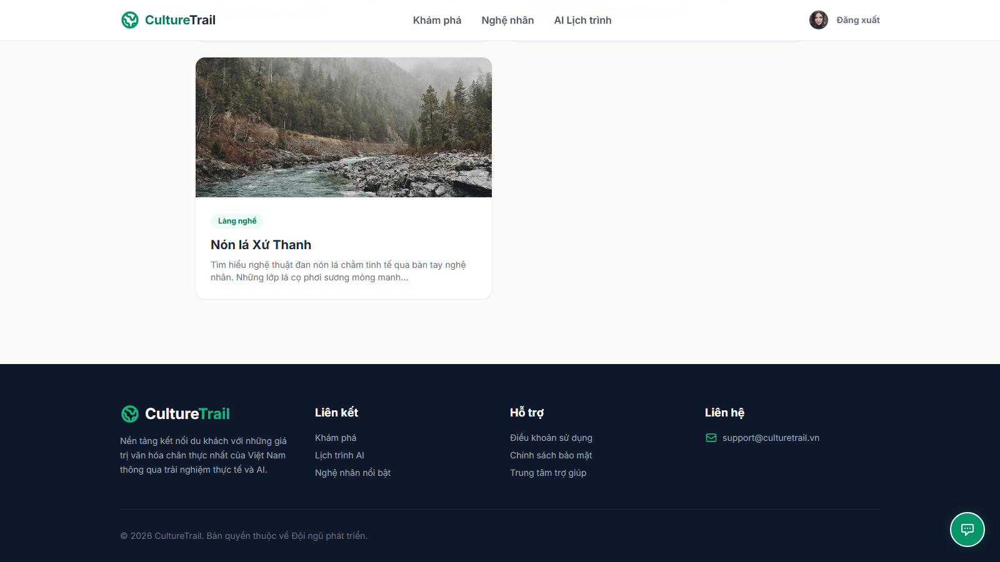 CultureTrail
Khám phá
Nghệ nhân
AI Lịch trình
Đăng xuất
Làng nghề
Nón lá Xứ Thanh
Tìm hiểu nghệ thuật đan nón lá chằm tinh tế qua bàn tay nghệ
nhân. Những lớp lá cọ phơi sương mỏng manh...
CultureTrail
Nền tảng kết nối du khách với những giá
trị văn hóa chân thực nhất của Việt Nam
thông qua trải nghiệm thực tế và AI.
Liên kết
Khám phá
Lịch trình AI
Nghệ nhân nổi bật
Hỗ trợ
Điều khoản sử dụng
Chính sách bảo mật
Trung tâm trợ giúp
Liên hệ
support@culturetrail.vn
© 2026 CultureTrail. Bản quyền thuộc về Đội ngũ phát triển.